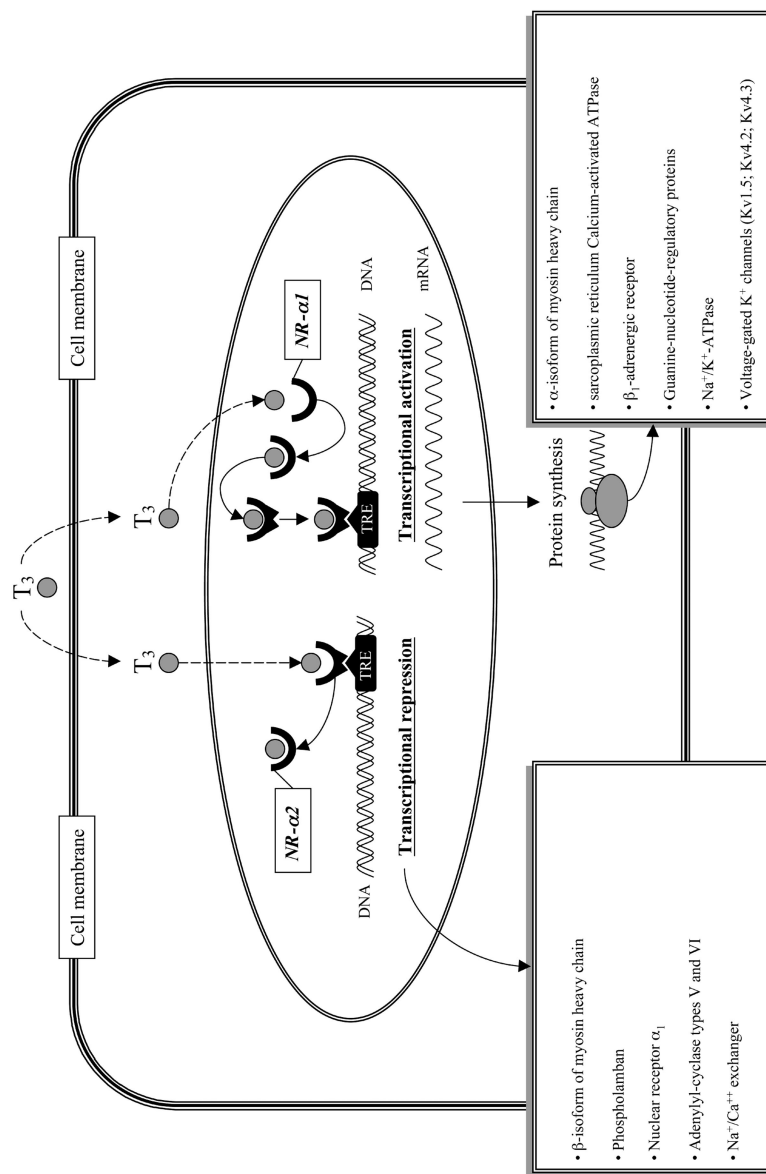 T₃
Cell membrane
Cell membrane
T₃
T₃
NR-α2
NR-α1
TRE
TRE
DNA
DNA
Transcriptional repression
Transcriptional activation
mRNA
Protein synthesis
• β-isoform of myosin heavy chain
• Phospholamban
• Nuclear receptor α₁
• Adenylyl-cyclase types V and VI
• Na⁺/Ca⁺⁺ exchanger
• α-isoform of myosin heavy chain
• sarcoplasmic reticulum Calcium-activated ATPase
• β₁-adrenergic receptor
• Guanine-nucleotide-regulatory proteins
• Na⁺/K⁺-ATPase
• Voltage-gated K⁺ channels (Kv1.5; Kv4.2; Kv4.3)